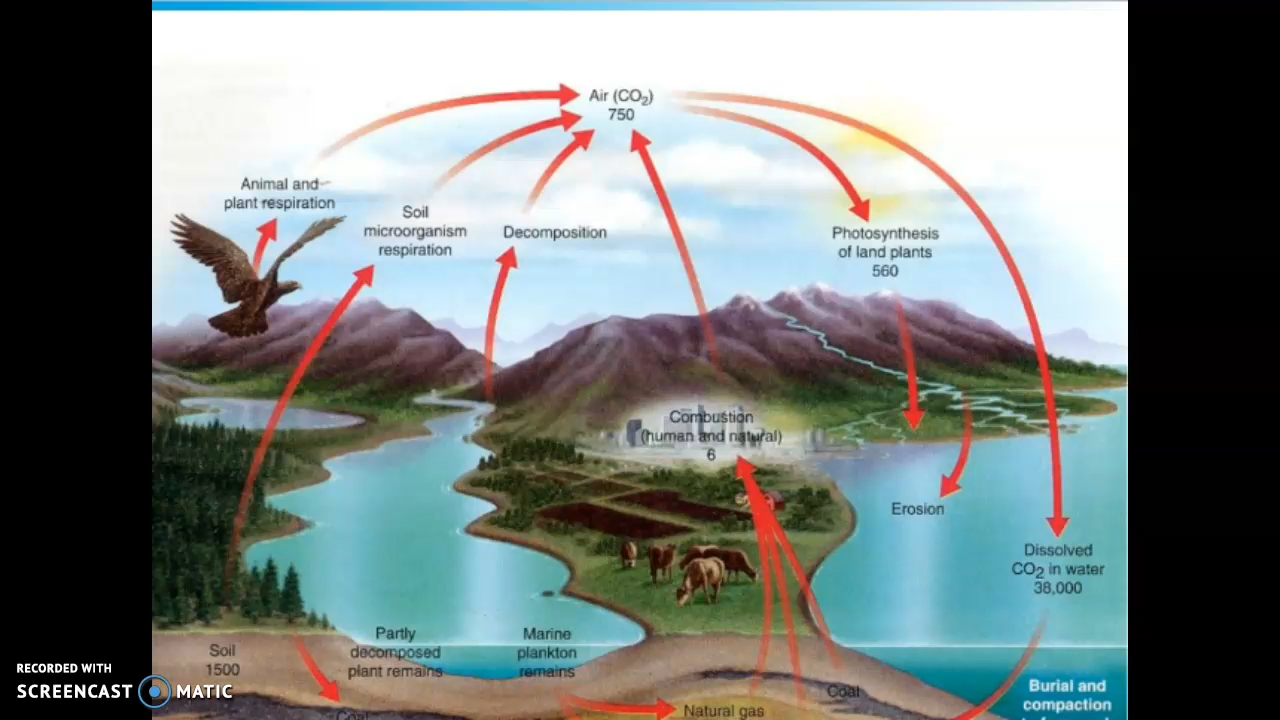 Air (CO2)
750
Animal and
plant respiration
Soil
microorganism
respiration
Decomposition
Photosynthesis
of land plants
560
Combustion
(human and natural)
6
Erosion
Dissolved
CO2 in water
38,000
Soil
1500
Partly
decomposed
plant remains
Marine
plankton
remains
Coal
Natural gas
Coal
Burial and
compaction
RECORDED WITH
SCREENCAST MATIC